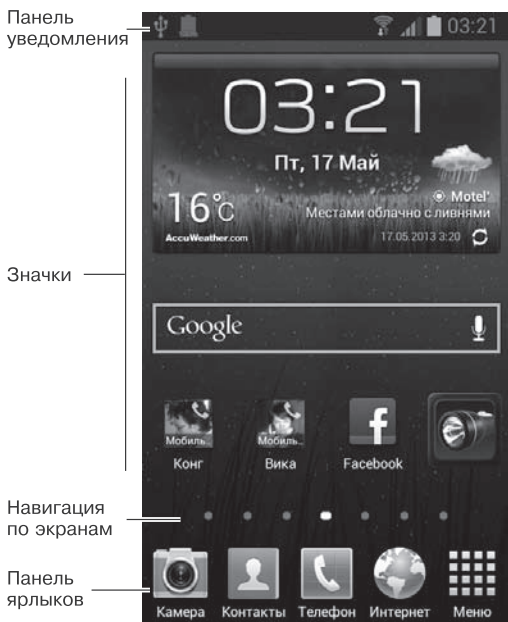 Панель
уведомления
03:21
03:21
Пт, 17 Май
16°C
Motel'
Местами облачно с ливнями
AccuWeather.com
17.05.2013 3:20
Значки
Google
Мобиль..
Мобиль..
Конг
Вика
Facebook
Навигация
по экранам
Панель
ярлыков
Камера
Контакты
Телефон
Интернет
Меню